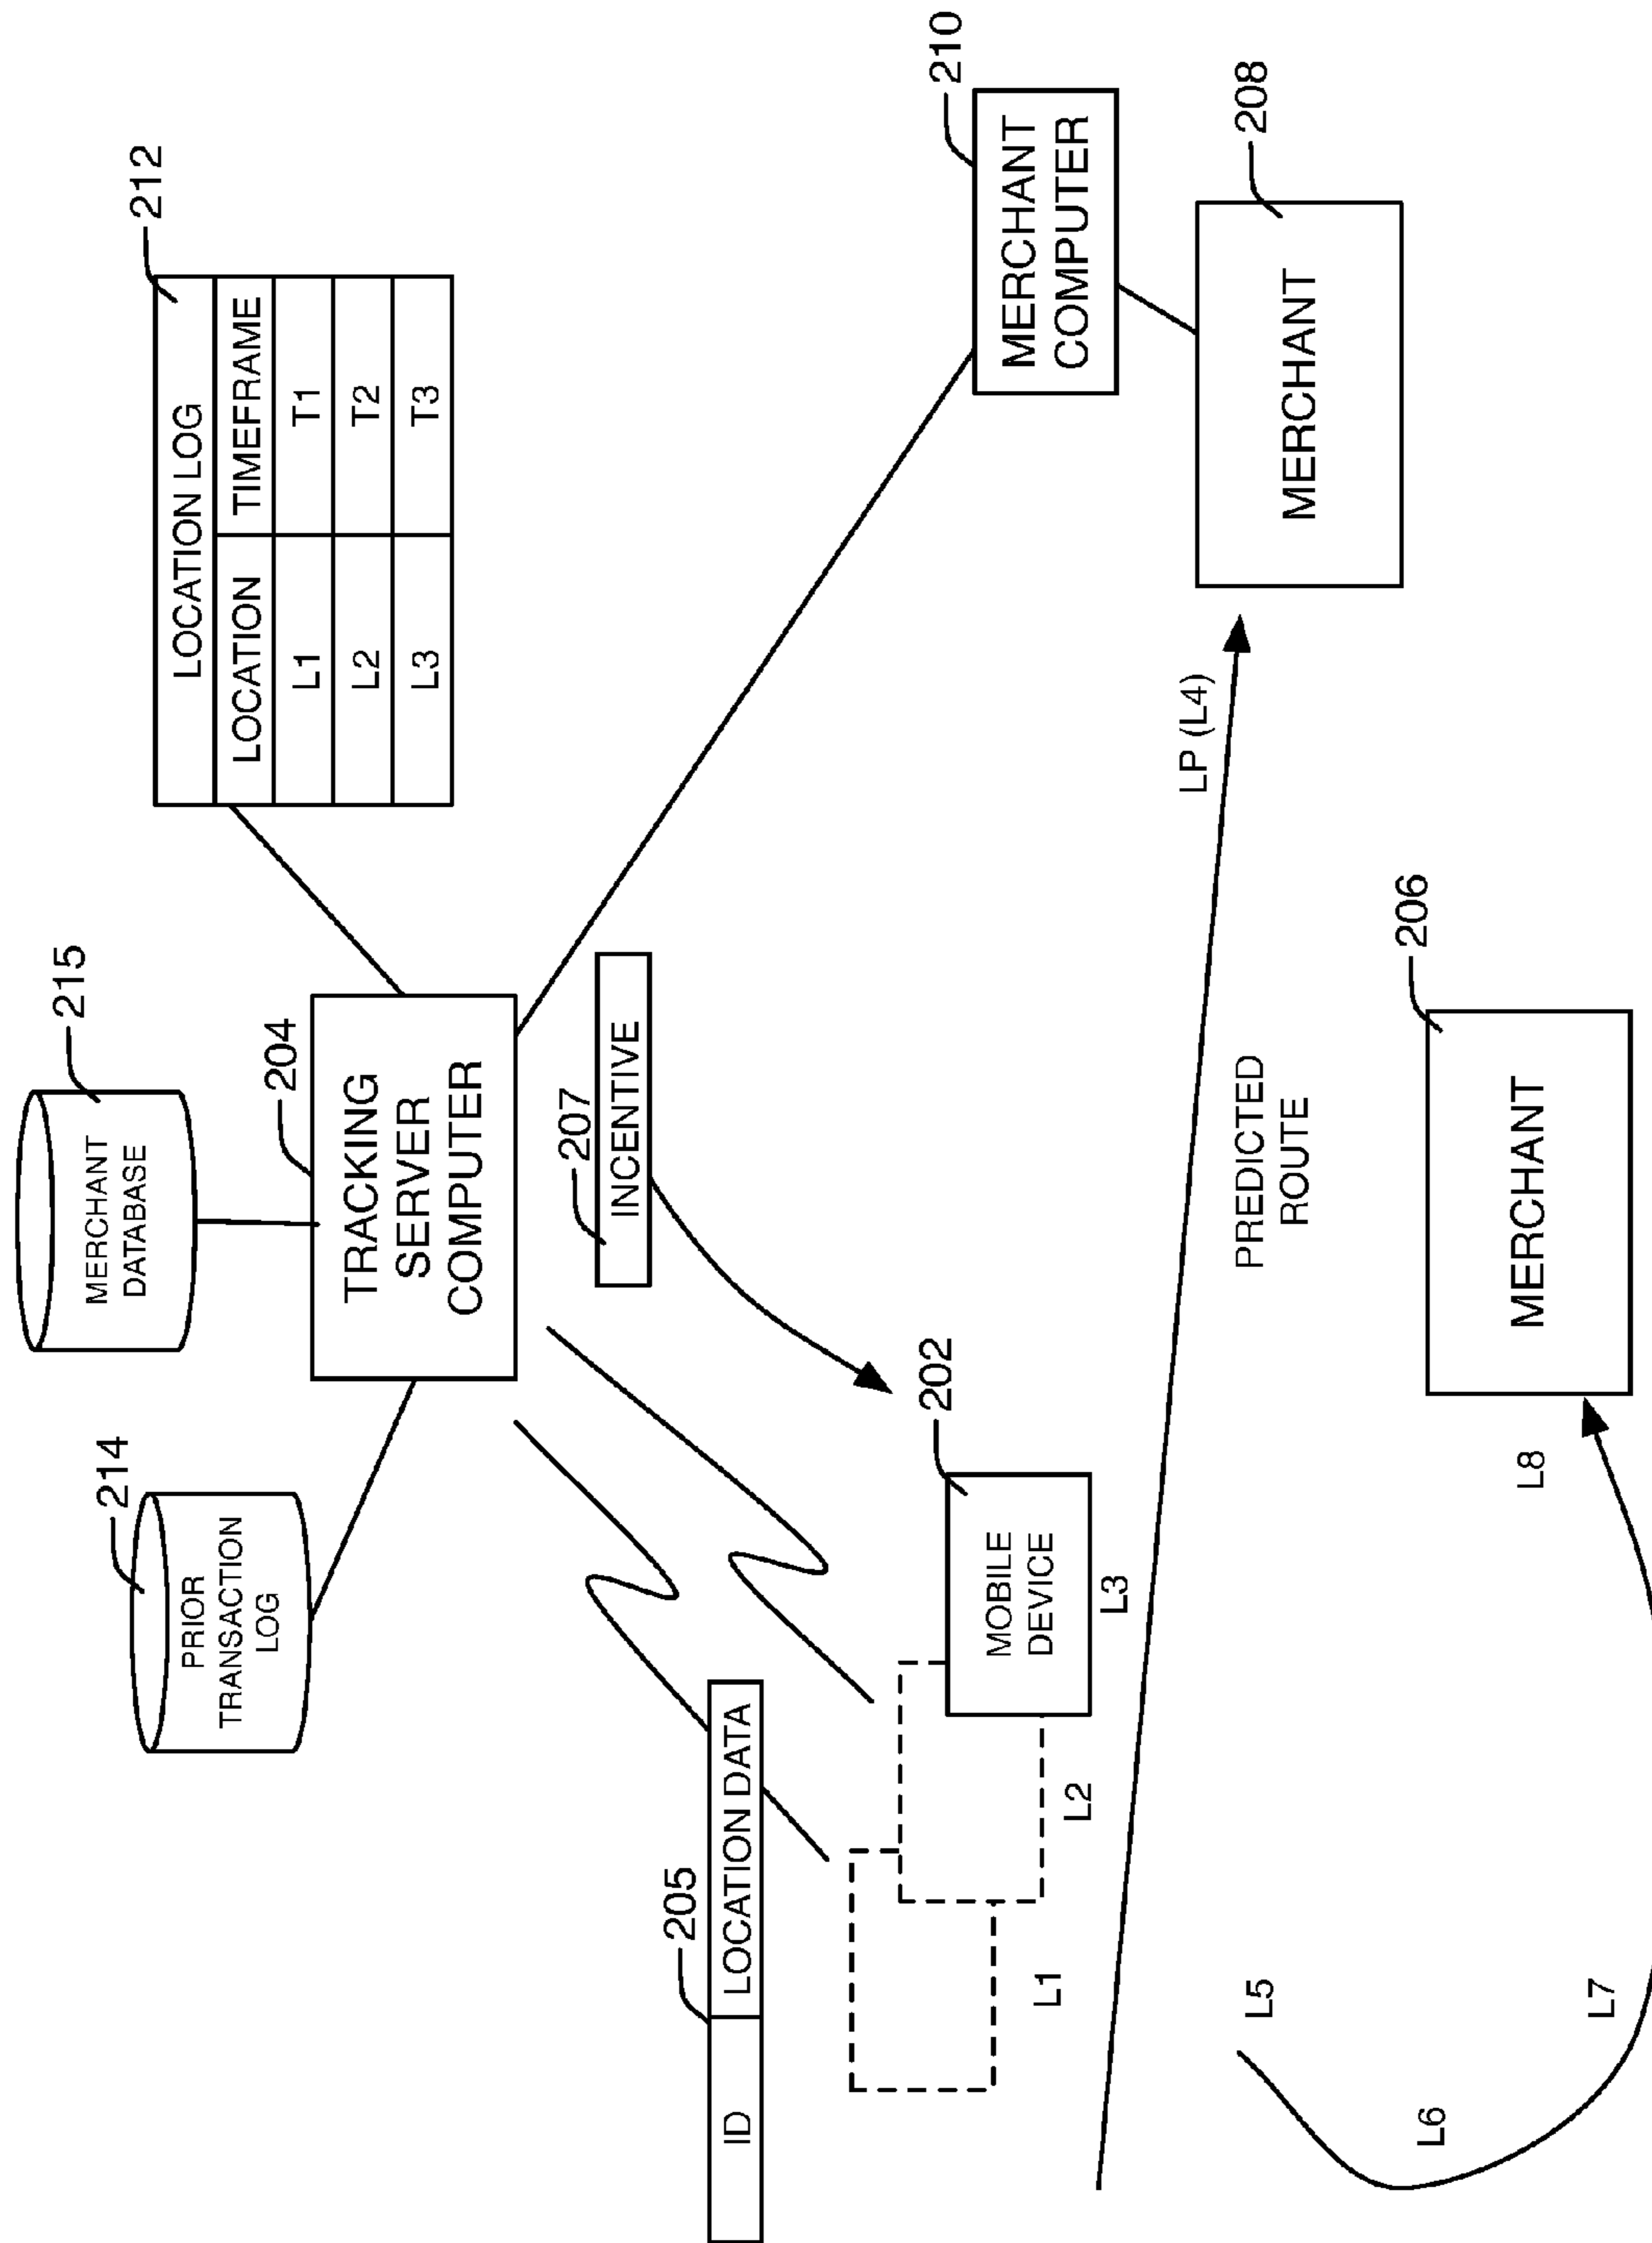 214
PRIOR
TRANSACTION
LOG
215
MERCHANT
DATABASE
204
TRACKING
SERVER
COMPUTER
212
LOCATION LOG
LOCATION TIMEFRAME
L1 T1
L2 T2
L3 T3
205
ID LOCATION DATA
207
INCENTIVE
202
MOBILE
DEVICE
L1
L2
L3
210
MERCHANT
COMPUTER
208
MERCHANT
LP (L4)
PREDICTED
ROUTE
206
MERCHANT
L5
L6
L7
L8